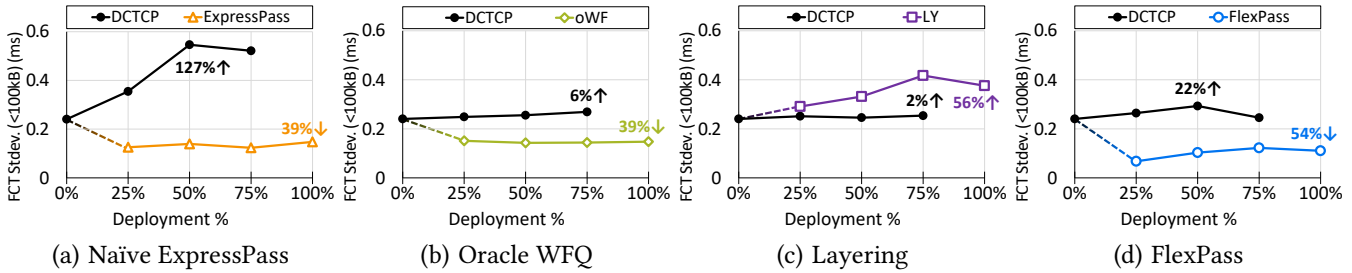 DCTCP ExpressPass
FCT Stdev. (<100kB) (ms)
0.6
0.4
0.2
0
127%↑
39%↓
0% 25% 50% 75% 100%
Deployment %
(a) Naïve ExpressPass
DCTCP oWF
FCT Stdev. (<100kB) (ms)
0.6
0.4
0.2
0
6%↑
39%↓
0% 25% 50% 75% 100%
Deployment %
(b) Oracle WFQ
DCTCP LY
FCT Stdev. (<100kB) (ms)
0.6
0.4
0.2
0
2%↑
56%↑
0% 25% 50% 75% 100%
Deployment %
(c) Layering
DCTCP FlexPass
FCT Stdev. (<100kB) (ms)
0.6
0.4
0.2
0
22%↑
54%↓
0% 25% 50% 75% 100%
Deployment %
(d) FlexPass